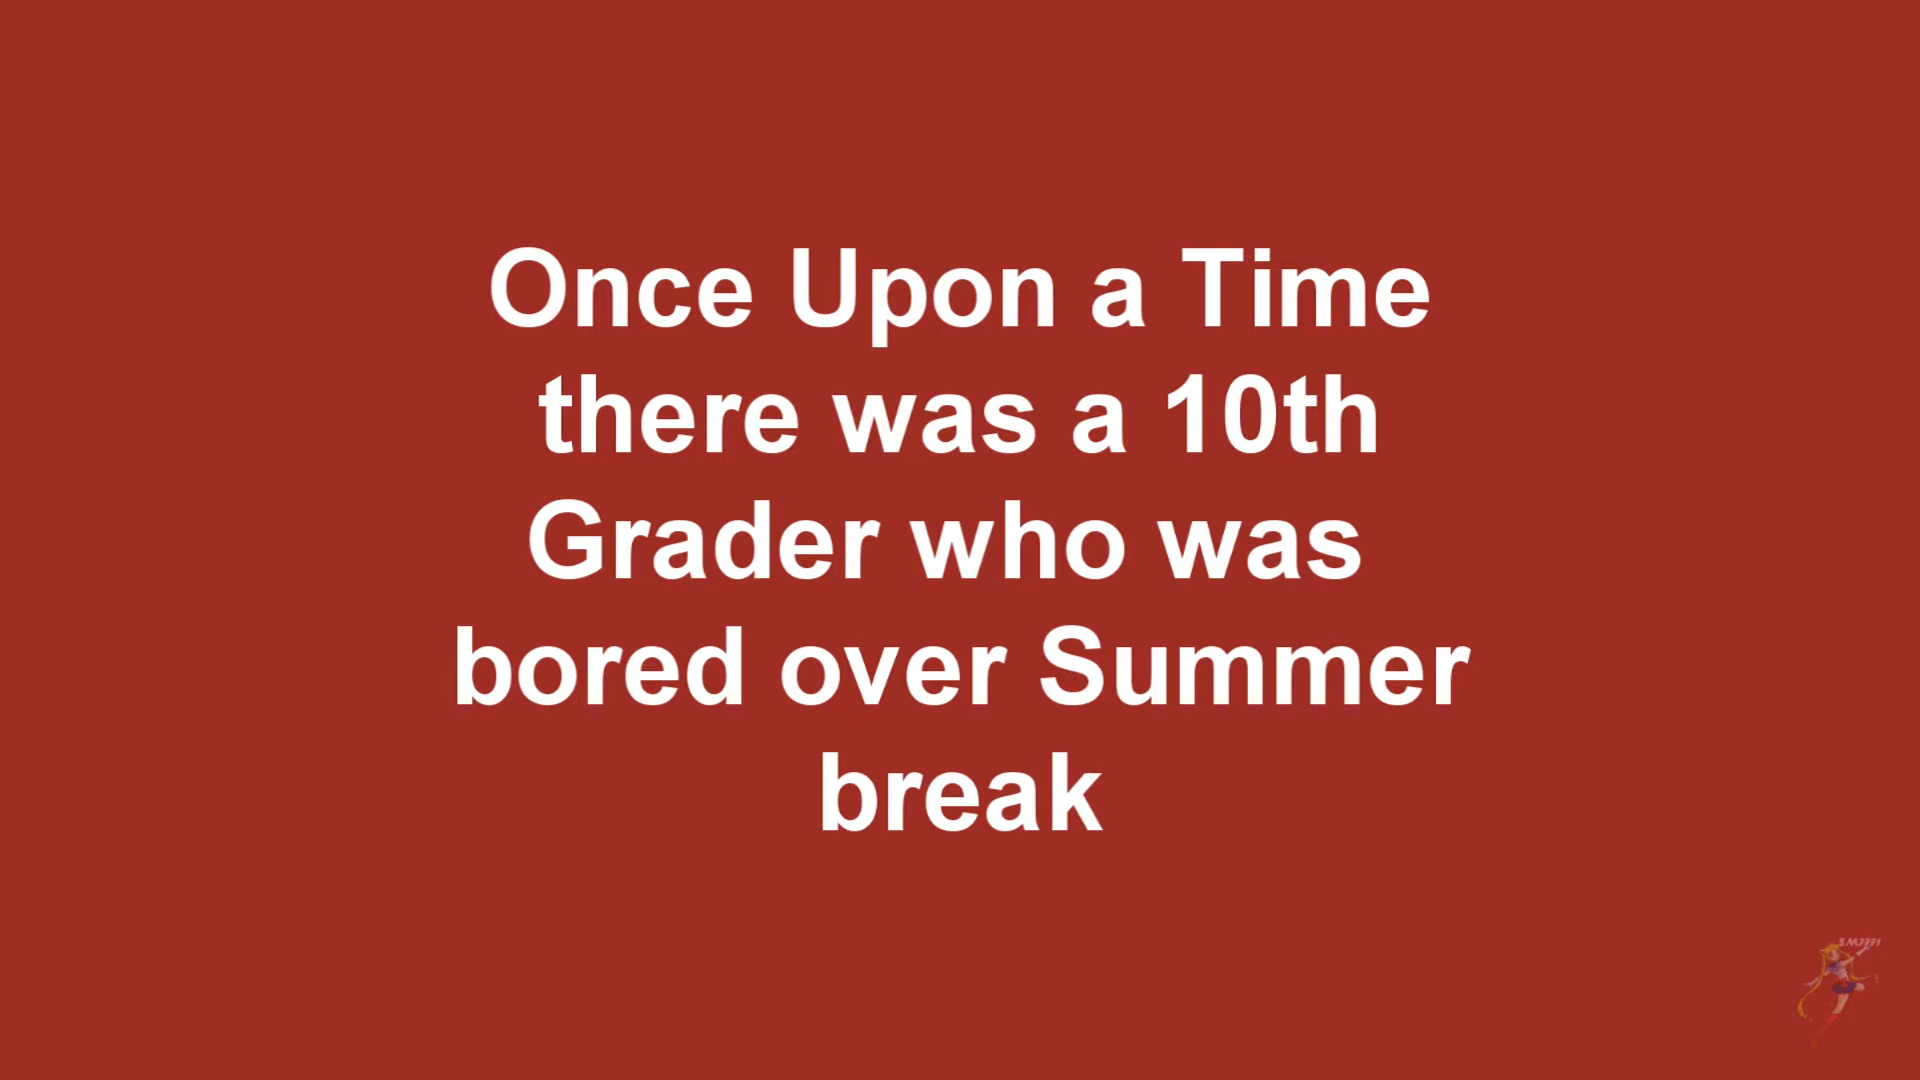 Once Upon a Time
there was a 10th
Grader who was
bored over Summer
break